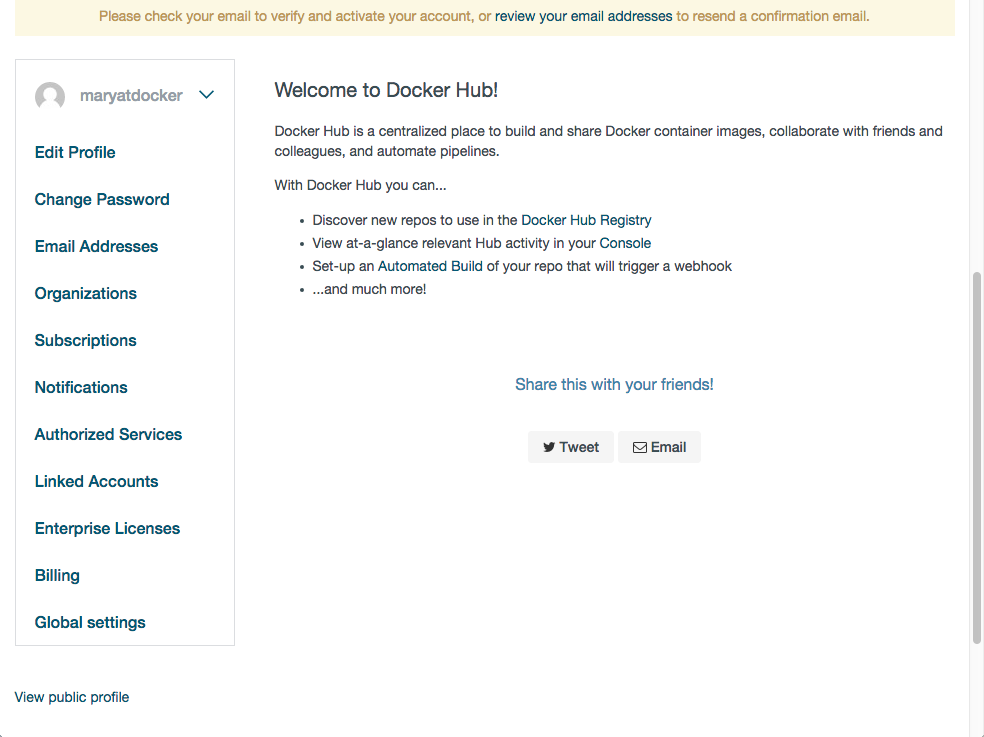 Please check your email to verify and activate your account, or review your email addresses to resend a confirmation email.
maryatdocker
Edit Profile
Change Password
Email Addresses
Organizations
Subscriptions
Notifications
Authorized Services
Linked Accounts
Enterprise Licenses
Billing
Global settings
View public profile
Welcome to Docker Hub!
Docker Hub is a centralized place to build and share Docker container images, collaborate with friends and
colleagues, and automate pipelines.
With Docker Hub you can...
• Discover new repos to use in the Docker Hub Registry
• View at-a-glance relevant Hub activity in your Console
• Set-up an Automated Build of your repo that will trigger a webhook
• ...and much more!
Share this with your friends!
Tweet
Email